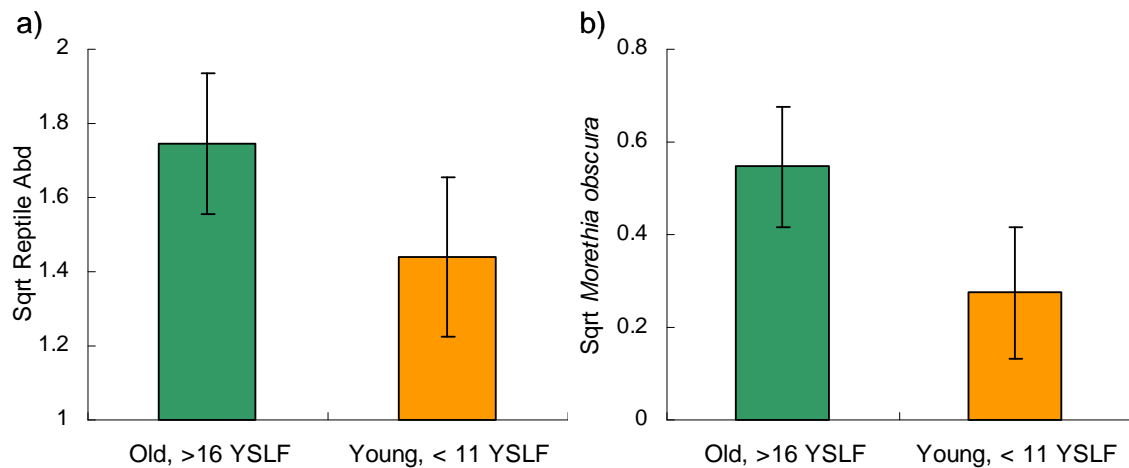 a)
Sqrt Reptile Abd
2
1.8
1.6
1.4
1.2
1
Old, >16 YSLF Young, < 11 YSLF
b)
Sqrt Morethia obscura
0.8
0.6
0.4
0.2
0
Old, >16 YSLF Young, < 11 YSLF